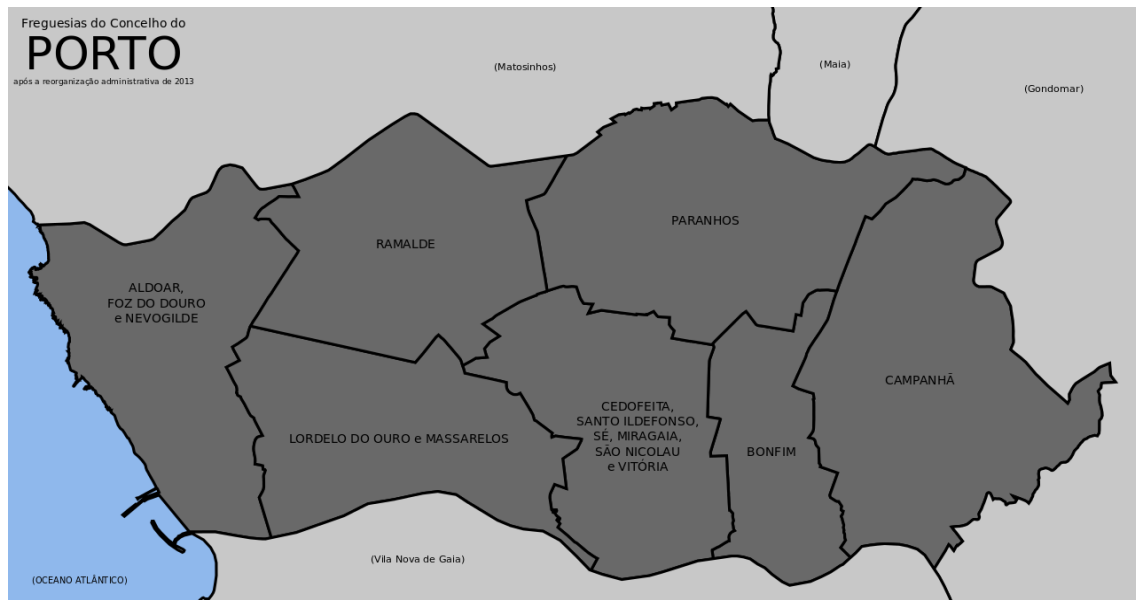 Freguesias do Concelho do
PORTO
após a reorganização administrativa de 2013
(Matosinhos)
(Maia)
(Gondomar)
PARANHOS
RAMALDE
ALDOAR,
FOZ DO DOURO
e NEVOGILDE
CAMPANHÃ
CEDOFEITA,
SANTO ILDEFONSO,
SÉ, MIRAGAIA,
SÃO NICOLAU
e VITÓRIA
LORDELO DO OURO e MASSARELOS
BONFIM
(Vila Nova de Gaia)
(OCEANO ATLÂNTICO)